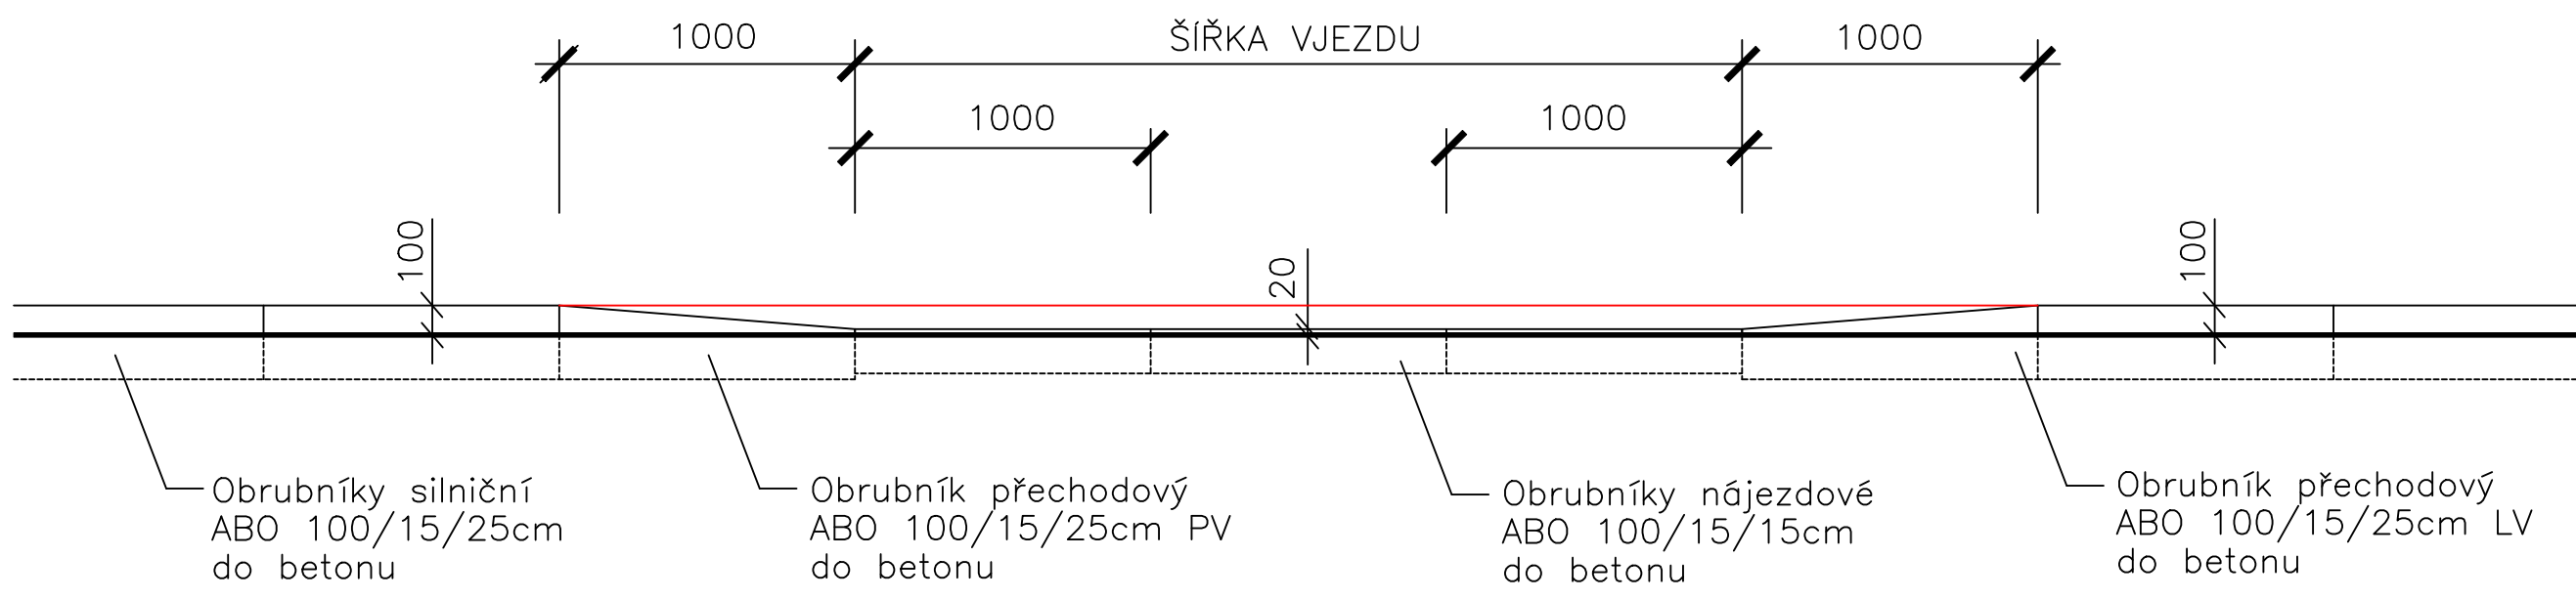 1000
ŠÍŘKA VJEZDU
1000
1000
1000
100
20
100
Obrubníky silniční
ABO 100/15/25cm
do betonu
Obrubník přechodový
ABO 100/15/25cm PV
do betonu
Obrubníky nájezdové
ABO 100/15/15cm
do betonu
Obrubník přechodový
ABO 100/15/25cm LV
do betonu